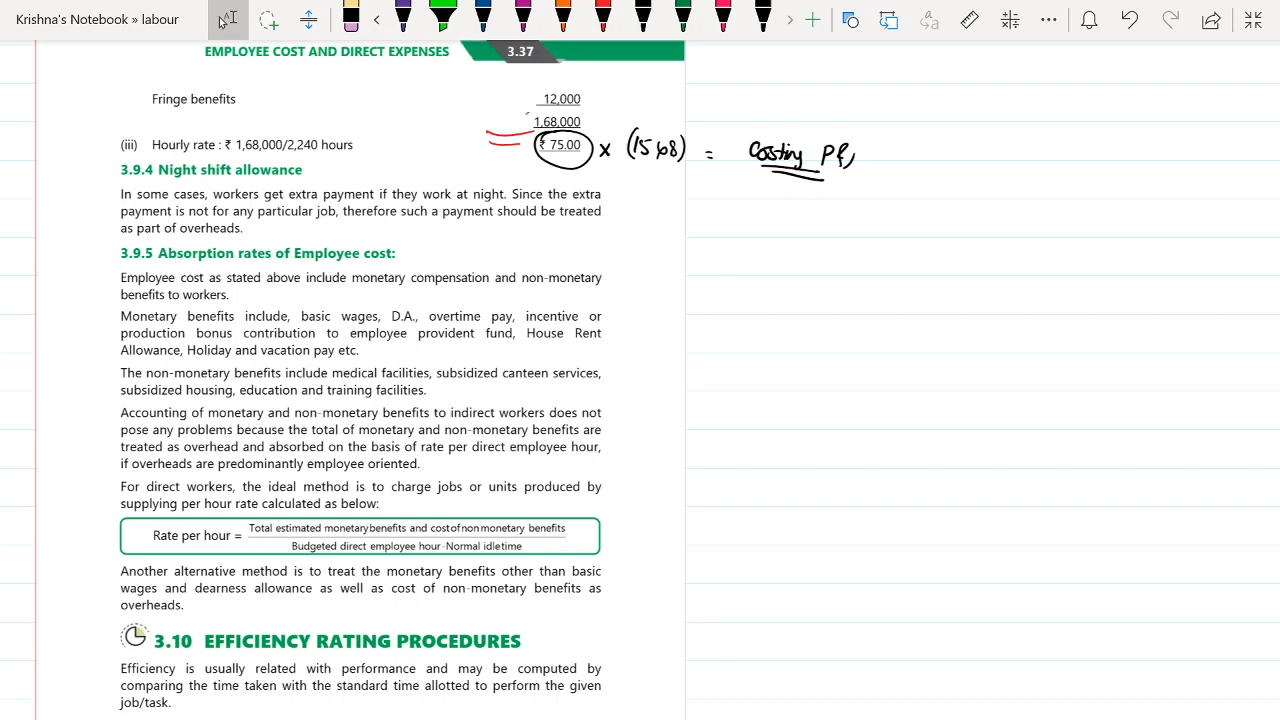 Krishna's Notebook » labour
EMPLOYEE COST AND DIRECT EXPENSES 3.37
Fringe benefits 12,000
1,68,000
(iii) Hourly rate : ₹ 1,68,000/2,240 hours ₹ 75.00 × ( ) = Costing
3.9.4 Night shift allowance
In some cases, workers get extra payment if they work at night. Since the extra
payment is not for any particular job, therefore such a payment should be treated
as part of overheads.
3.9.5 Absorption rates of Employee cost:
Employee cost as stated above include monetary compensation and non-monetary
benefits to workers.
Monetary benefits include, basic wages, D.A., overtime pay, incentive or
production bonus contribution to employee provident fund, House Rent
Allowance, Holiday and vacation pay etc.
The non-monetary benefits include medical facilities, subsidized canteen services,
subsidized housing, education and training facilities.
Accounting of monetary and non-monetary benefits to indirect workers does not
pose any problems because the total of monetary and non-monetary benefits are
treated as overhead and absorbed on the basis of rate per direct employee hour,
if overheads are predominantly employee oriented.
For direct workers, the ideal method is to charge jobs or units produced by
supplying per hour rate calculated as below:
Total estimated monetary benefits and cost of non monetary benefits
Rate per hour =
Budgeted direct employee hour-Normal idle time
Another alternative method is to treat the monetary benefits other than basic
wages and dearness allowance as well as cost of non-monetary benefits as
overheads.
3.10 EFFICIENCY RATING PROCEDURES
Efficiency is usually related with performance and may be computed by
comparing the time taken with the standard time allotted to perform the given
job/task.